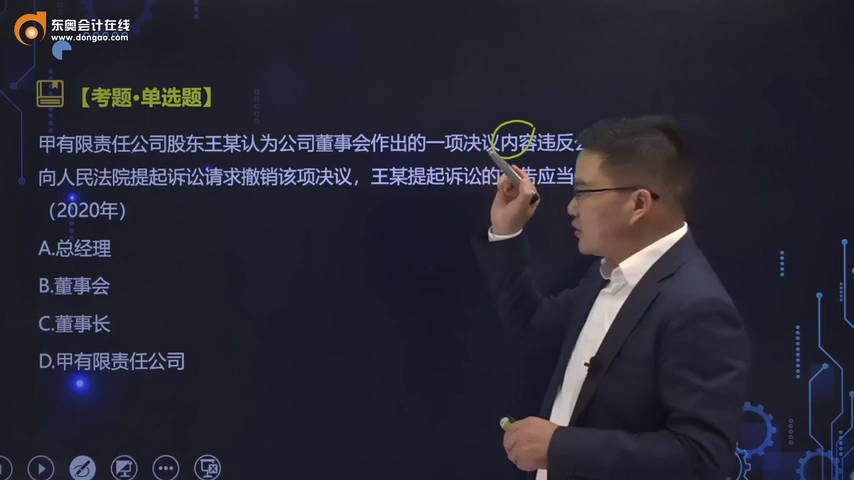 东奥会计在线
www.dongao.com
【考题·单选题】
甲有限责任公司股东王某认为公司董事会作出的一项决议内容违反
向人民法院提起诉讼请求撤销该项决议，王某提起诉讼的 告应当
（2020年）
A.总经理
B.董事会
C.董事长
D.甲有限责任公司